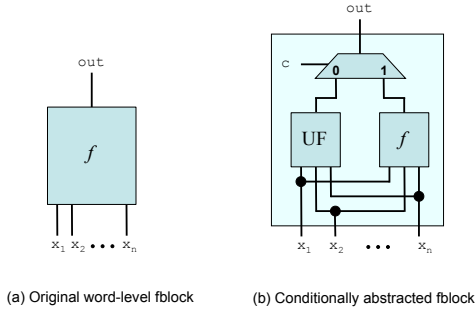 out
f
x1 x2 ••• xn
(a) Original word-level fblock
out
c
0 1
UF f
x1 x2 ••• xn
(b) Conditionally abstracted fblock